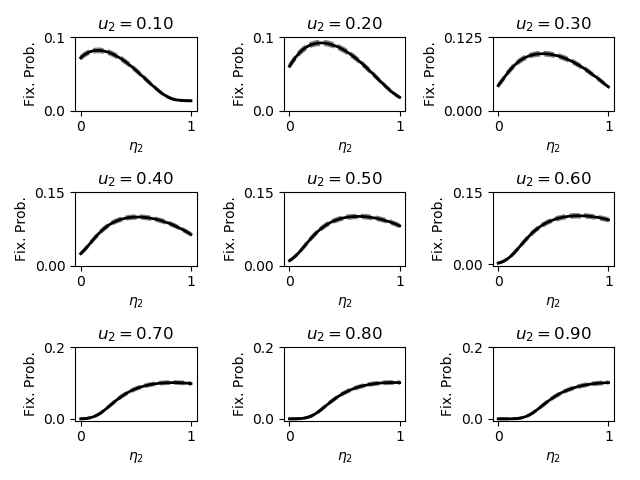 u₂ = 0.10
0.1
Fix. Prob.
0.0
0
1
η₂
u₂ = 0.20
0.1
Fix. Prob.
0.0
0
1
η₂
u₂ = 0.30
0.125
Fix. Prob.
0.000
0
1
η₂
u₂ = 0.40
0.15
Fix. Prob.
0.00
0
1
η₂
u₂ = 0.50
0.15
Fix. Prob.
0.00
0
1
η₂
u₂ = 0.60
0.15
Fix. Prob.
0.00
0
1
η₂
u₂ = 0.70
0.2
Fix. Prob.
0.0
0
1
η₂
u₂ = 0.80
0.2
Fix. Prob.
0.0
0
1
η₂
u₂ = 0.90
0.2
Fix. Prob.
0.0
0
1
η₂